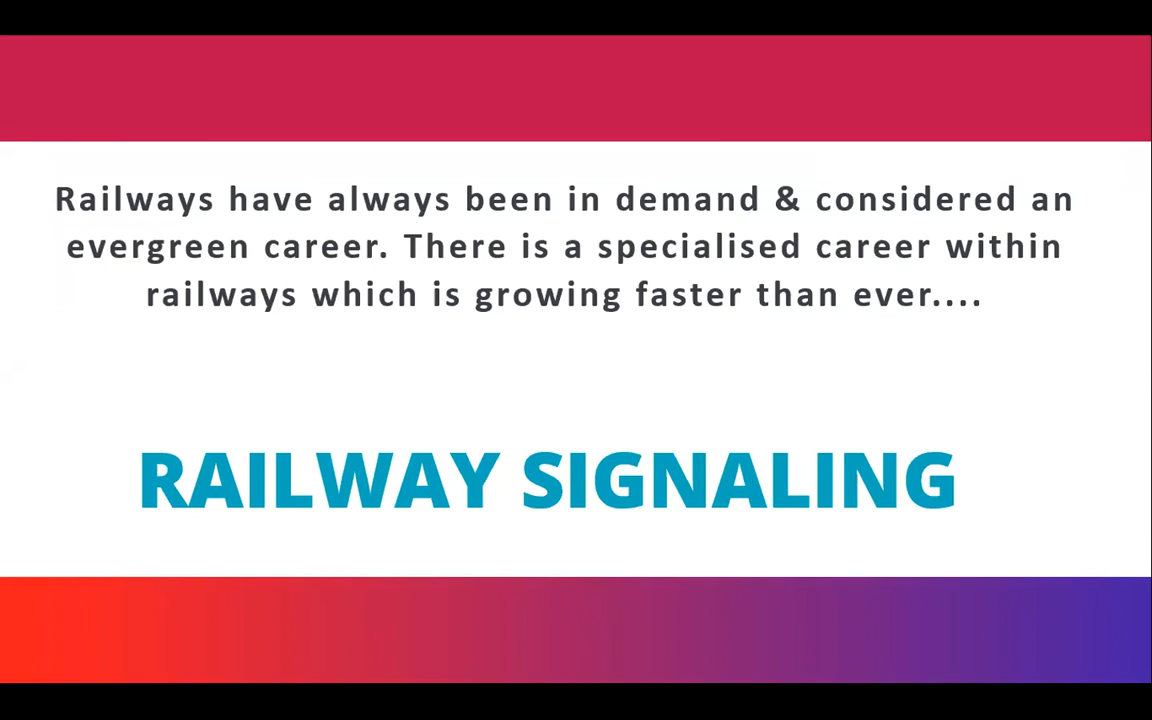 Railways have always been in demand & considered an
evergreen career. There is a specialised career within
railways which is growing faster than ever....
RAILWAY SIGNALING